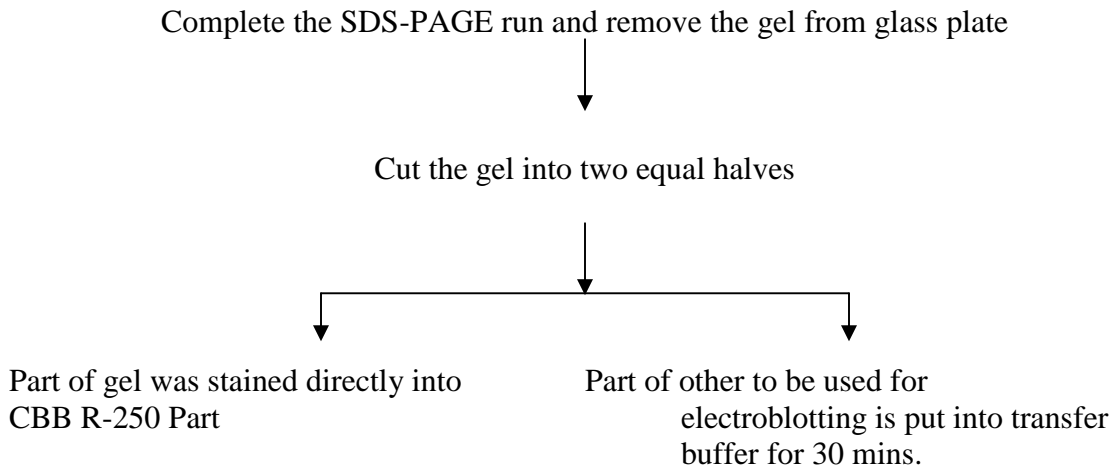 Complete the SDS-PAGE run and remove the gel from glass plate
Cut the gel into two equal halves
Part of gel was stained directly into
CBB R-250 Part
Part of other to be used for
electroblotting is put into transfer
buffer for 30 mins.